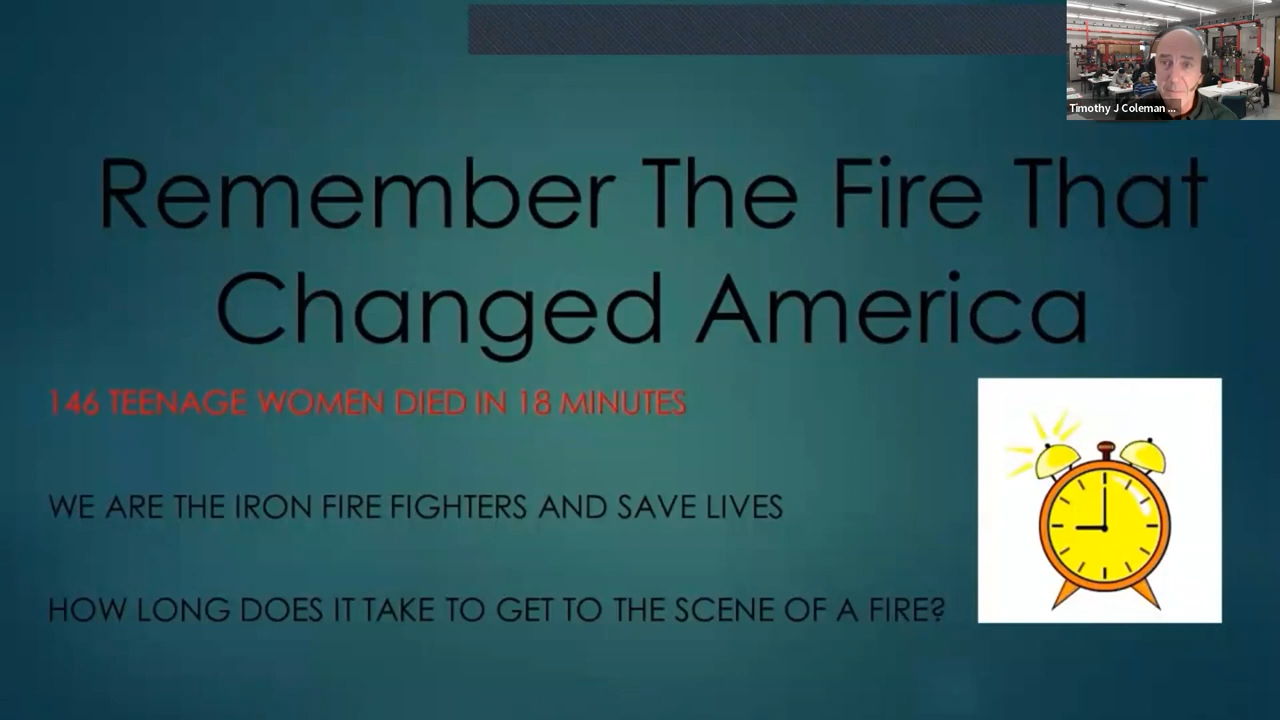 Timothy J Coleman ...
Remember The Fire That
Changed America
146 TEENAGE WOMEN DIED IN 18 MINUTES
WE ARE THE IRON FIRE FIGHTERS AND SAVE LIVES
HOW LONG DOES IT TAKE TO GET TO THE SCENE OF A FIRE?